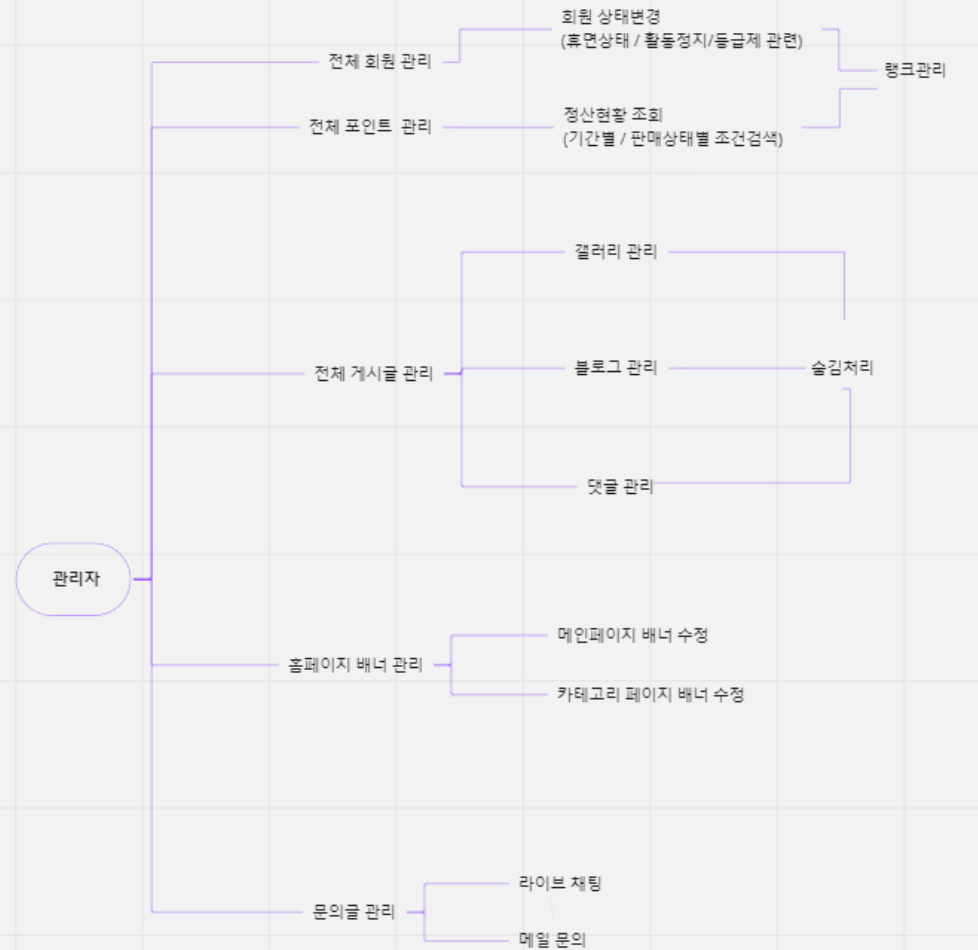 회원 상태변경
(휴면상태 / 활동정지/등급제 관련)
전체 회원 관리
랭크관리
전체 포인트 관리
정산현황 조회
(기간별 / 판매상태별 조건검색)
갤러리 관리
전체 게시글 관리
블로그 관리
숨김처리
댓글 관리
관리자
메인페이지 배너 수정
홈페이지 배너 관리
카테고리 페이지 배너 수정
라이브 채팅
문의글 관리
메일 문의